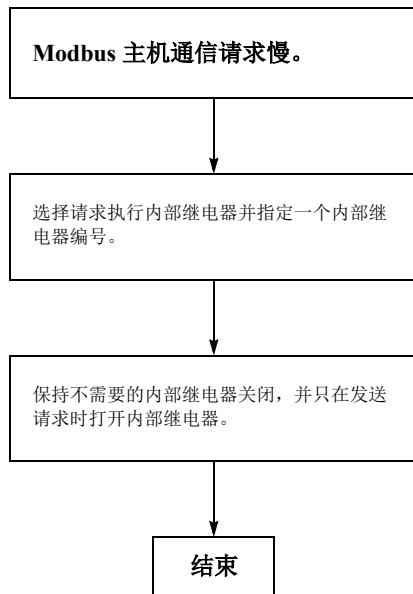 Modbus 主机通信请求慢。
选择请求执行内部继电器并指定一个内部继
电器编号。
保持不需要的内部继电器关闭，并只在发送
请求时打开内部继电器。
结束